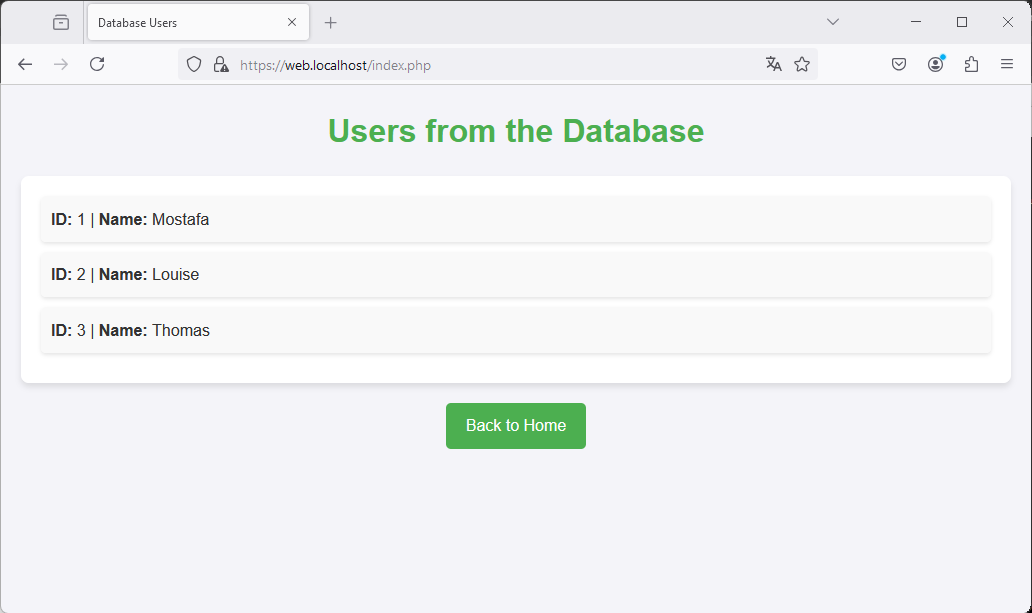 Database Users
https://web.localhost/index.php
Users from the Database
ID: 1 | Name: Mostafa
ID: 2 | Name: Louise
ID: 3 | Name: Thomas
Back to Home